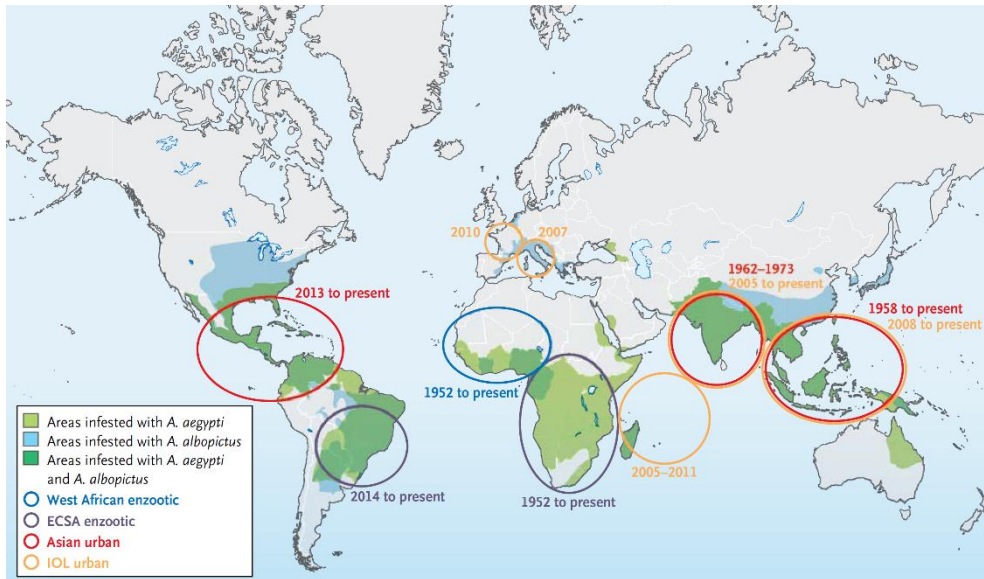 2010
2007
1962–1973
2005 to present
2013 to present
1958 to present
2008 to present
1952 to present
Areas infested with A. aegypti
Areas infested with A. albopictus
Areas infested with A. aegypti
and A. albopictus
West African enzootic
ECSA enzootic
Asian urban
IOL urban
2014 to present
1952 to present
2005–2011